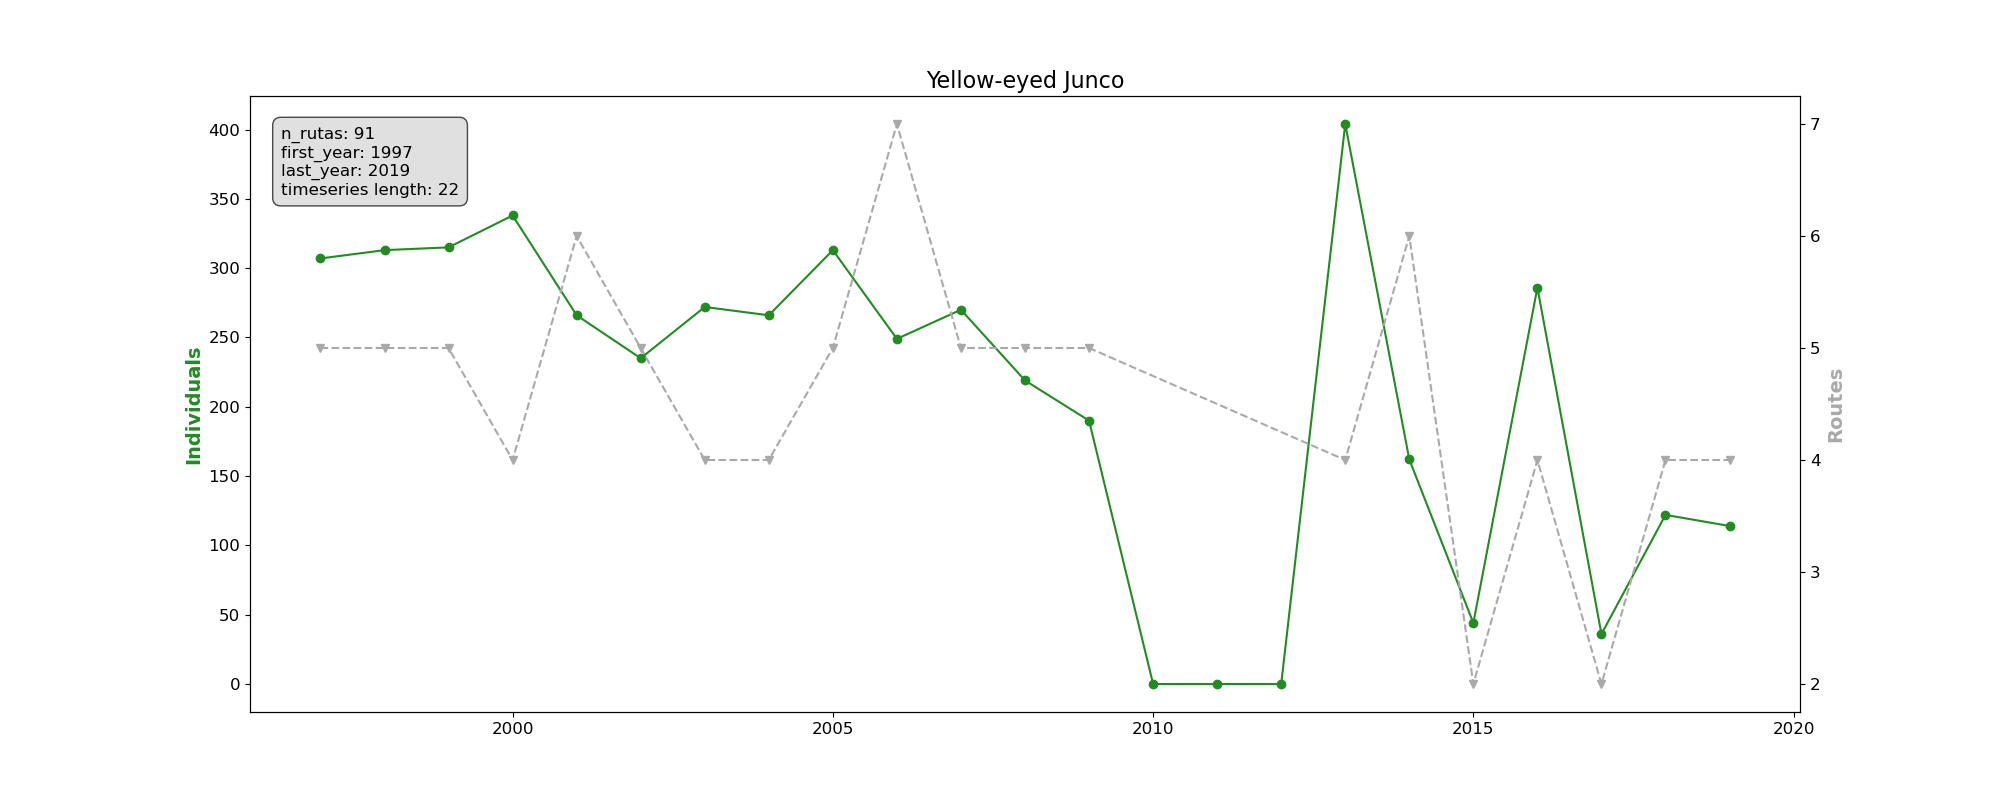 Yellow-eyed Junco
n_rutas: 91
first_year: 1997
last_year: 2019
timeseries length: 22
400
350
300
250
200
150
100
50
0
Individuals
7
6
5
4
3
2
Routes
2000 2005 2010 2015 2020